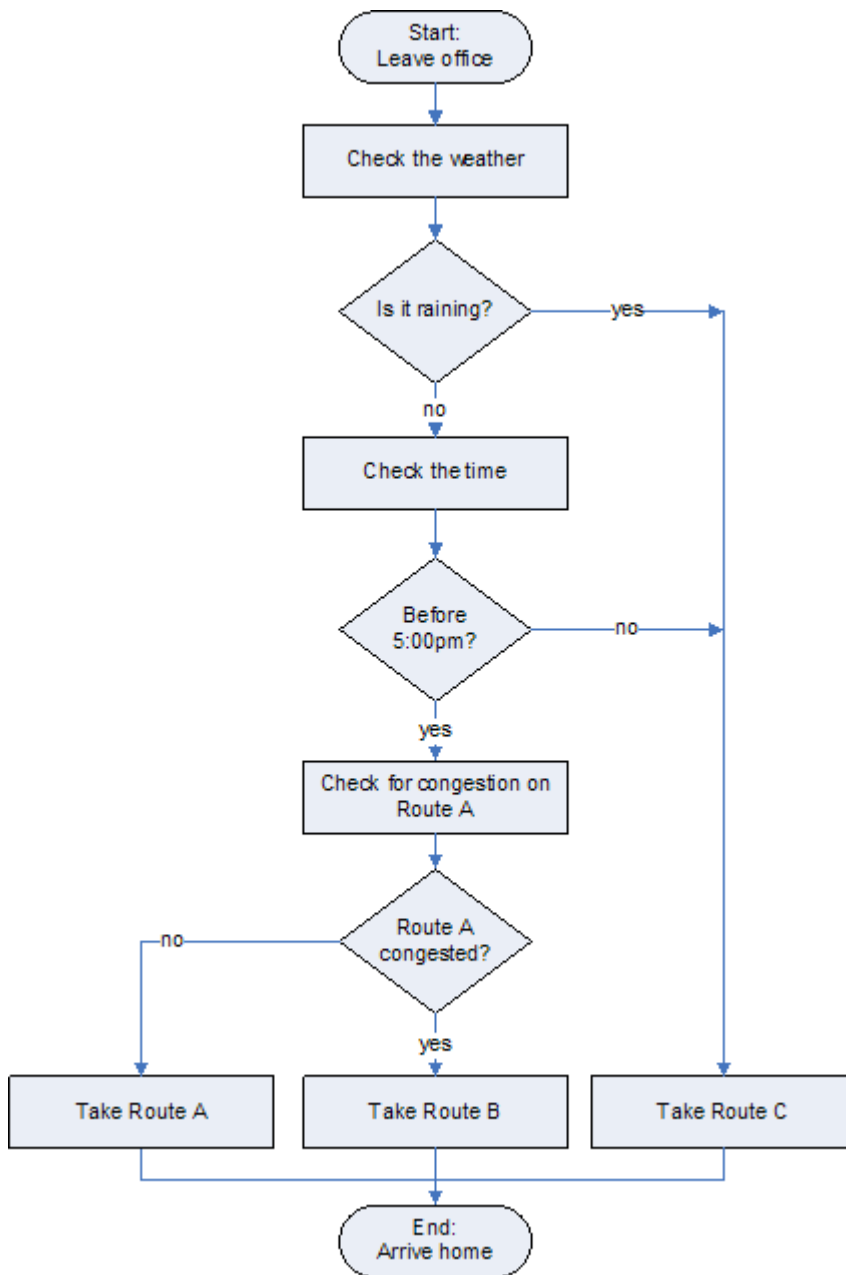 Start:
Leave office
Check the weather
Is it raining?
yes
no
Check the time
Before
5:00pm?
no
yes
Check for congestion on
Route A
Route A
congested?
no
yes
Take Route A
Take Route B
Take Route C
End:
Arrive home